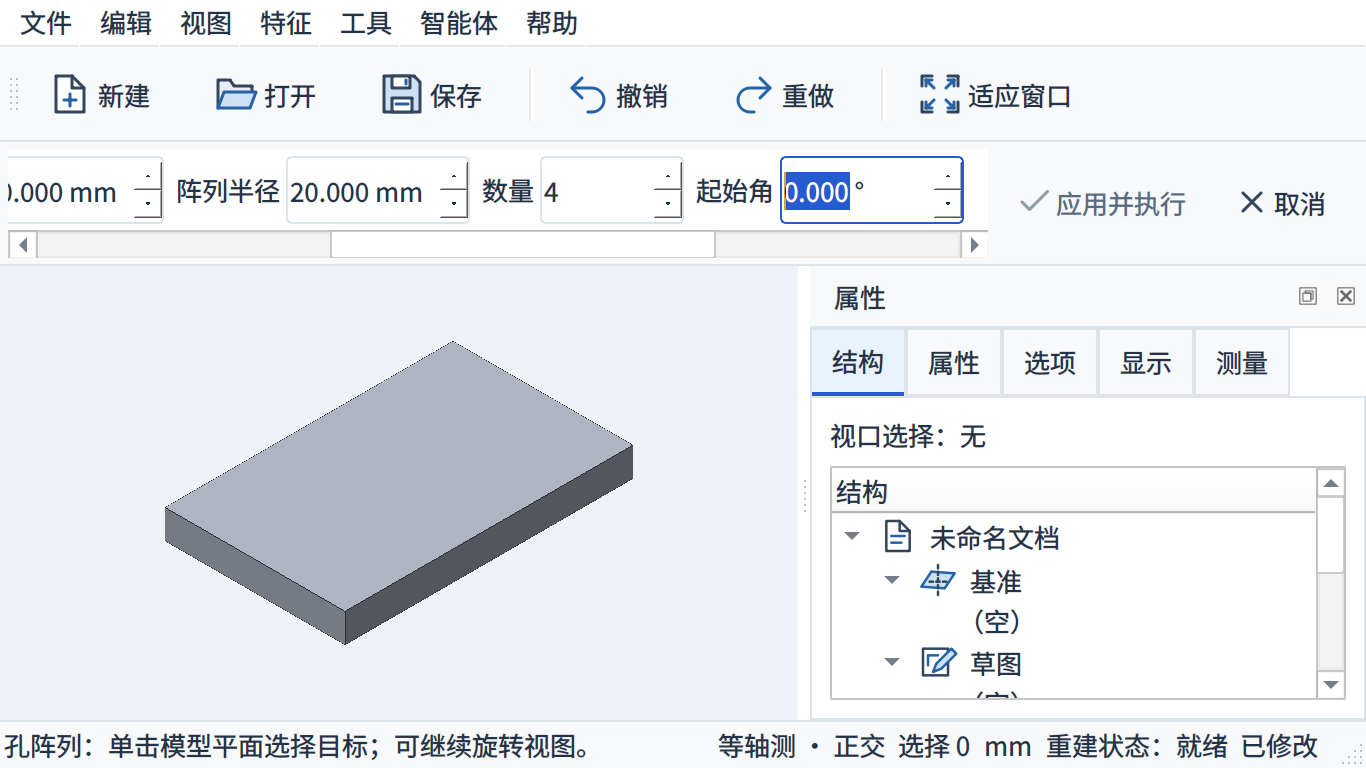 文件 编辑 视图 特征 工具 智能体 帮助
新建 打开 保存 撤销 重做 适应窗口
.000 mm 阵列半径 20.000 mm 数量 4 起始角 0.000 ° 应用并执行 取消
属性
结构 属性 选项 显示 测量
视口选择：无
结构
未命名文档
基准
（空）
草图
孔阵列：单击模型平面选择目标；可继续旋转视图。 等轴测 · 正交 选择 0 mm 重建状态：就绪 已修改